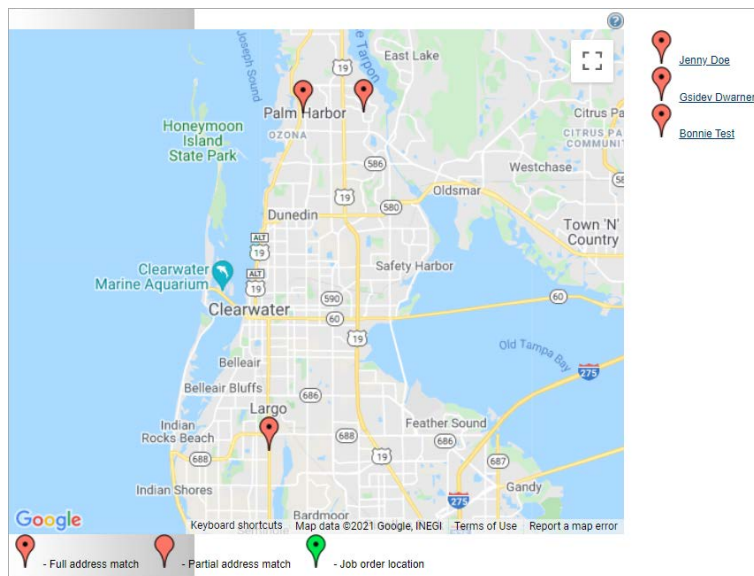 ?
Jenny Doe
Gsidev Dwarner
Bonnie Test
Joseph Sound
e Tarpon
East Lake
19
Palm Harbor
OZONA
Honeymoon
Island
State Park
Citrus Pa
CITRUS PA
COMMUNIT
586
Westchase
58
19
Oldsmar
580
Dunedin
Town 'N'
Country
ALT
19
Safety Harbor
Clearwater
Marine Aquarium
ALT
19
590
60
Clearwater
60
19
Old Tampa Bay
275
Belleair
Belleair Bluffs
686
Largo
Feather Sound
Indian
Rocks Beach
688
686
688
19
687
Indian Shores
275
Gandy
Bardmoor
Google
Keyboard shortcuts
Map data ©2021 Google, INEGI
Terms of Use
Report a map error
- Full address match
- Partial address match
- Job order location